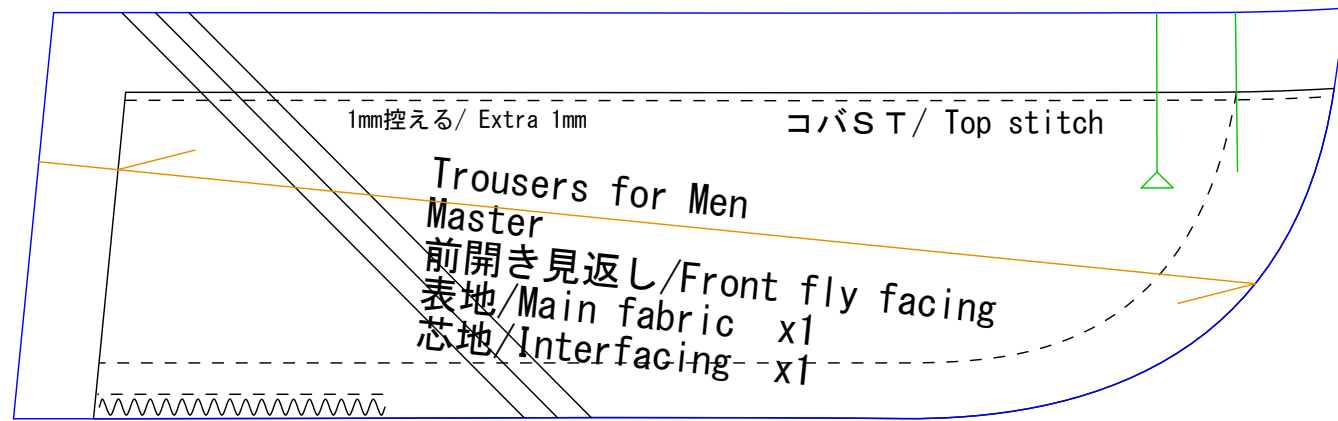 1mm控える/ Extra 1mm
コバＳＴ/ Top stitch
Trousers for Men
Master
前開き見返し/Front fly facing
表地/Main fabric x1
芯地/Interfacing x1